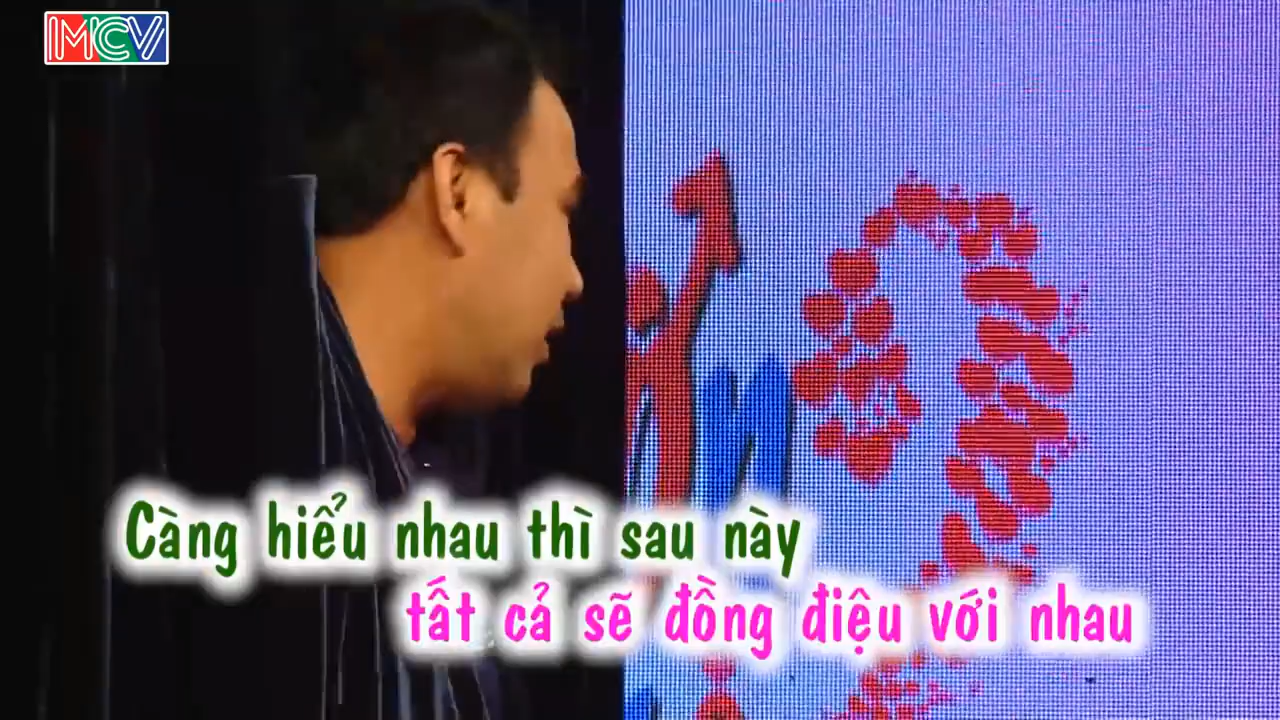 MCV
Càng hiểu nhau thì sau này
tất cả sẽ đồng điệu với nhau